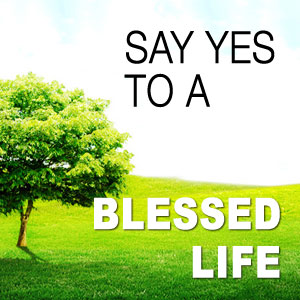 SAY YES
TO A
BLESSED
LIFE